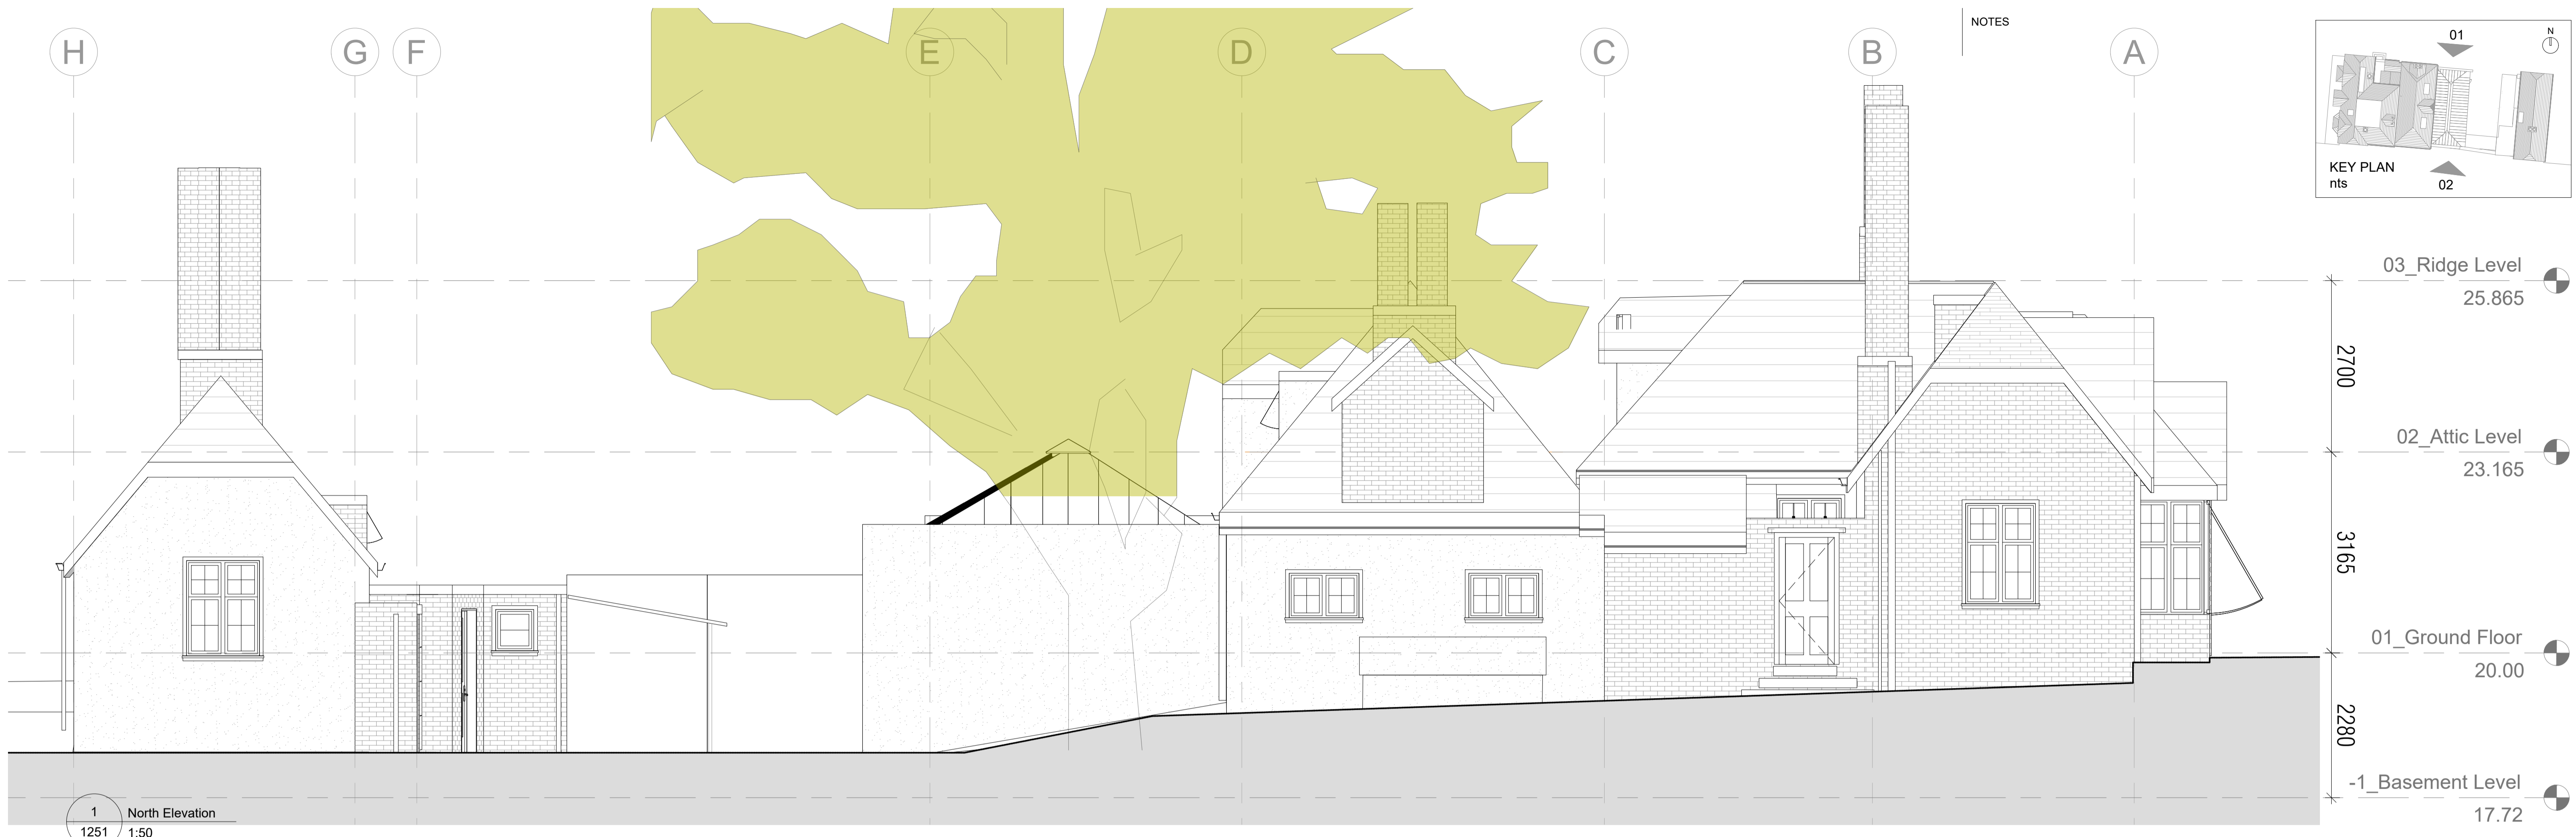 H
G
F
E
D
C
B
A
NOTES
01
N
KEY PLAN
nts
02
03_Ridge Level
25.865
2700
02_Attic Level
23.165
3165
01_Ground Floor
20.00
2280
-1_Basement Level
17.72
1
North Elevation
1251
1:50